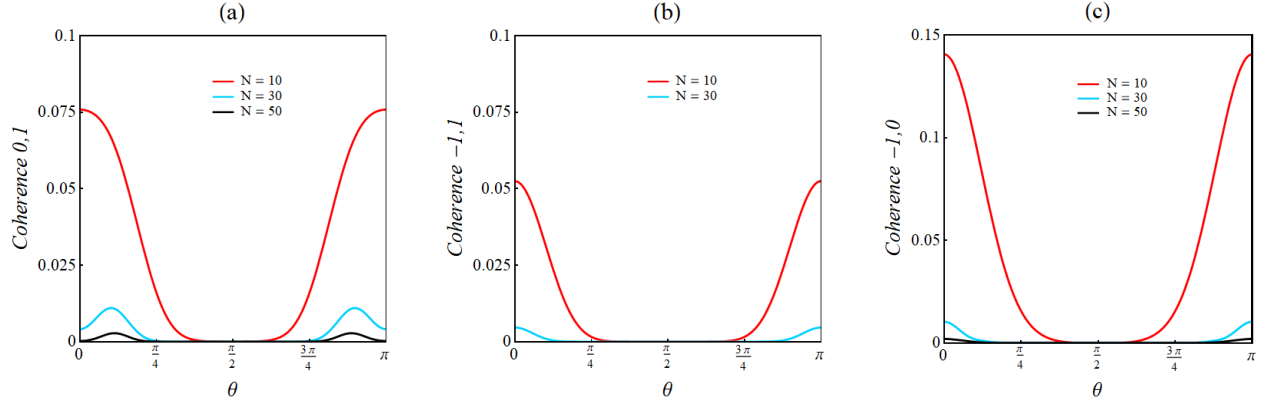 (a)
Coherence 0,1
0.1
0.075
0.05
0.025
0
N = 10
N = 30
N = 50
0
π/4
π/2
3π/4
π
θ
(b)
Coherence −1,1
0.1
0.075
0.05
0.025
0
N = 10
N = 30
0
π/4
π/2
3π/4
π
θ
(c)
Coherence −1,0
0.15
0.1
0.05
0
N = 10
N = 30
N = 50
0
π/4
π/2
3π/4
π
θ